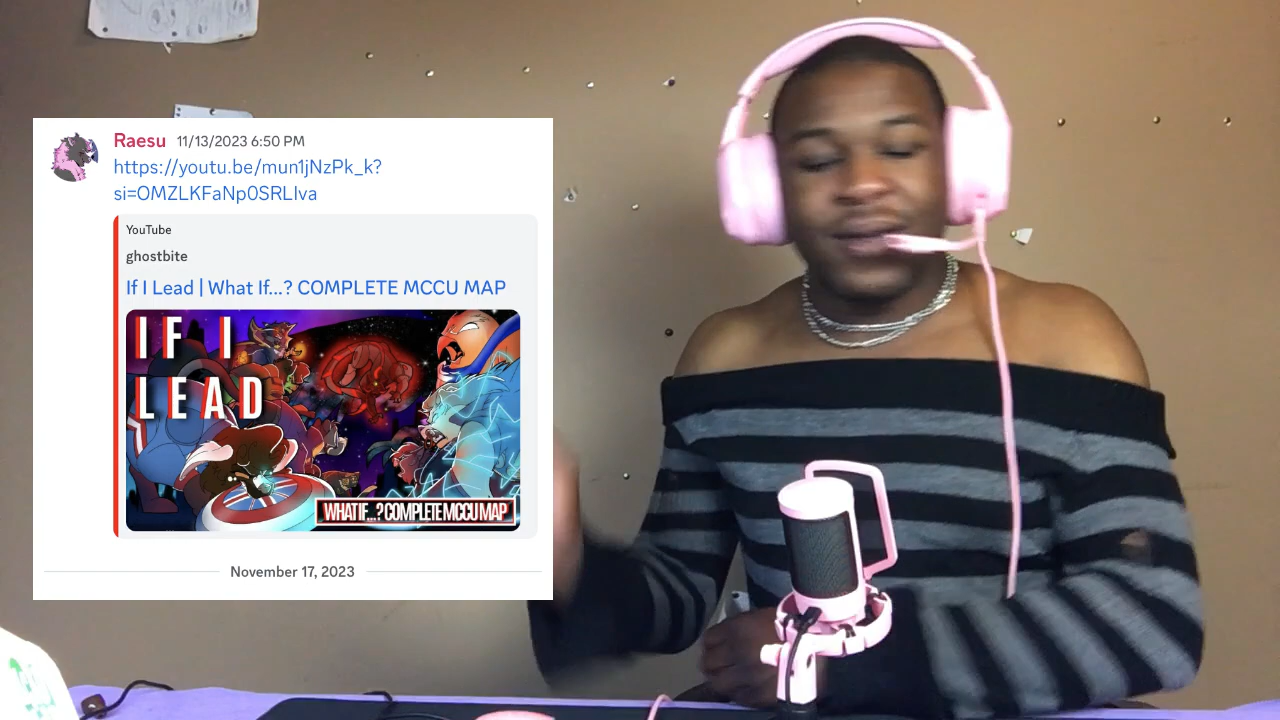 Raesu 11/13/2023 6:50 PM
https://youtu.be/mun1jNzPk_k?
si=OMZLKFaNp0SRLIva
YouTube
ghostbite
If I Lead | What If...? COMPLETE MCCU MAP
IF I
LEAD
WHAT IF...? COMPLETE MCCU MAP
November 17, 2023